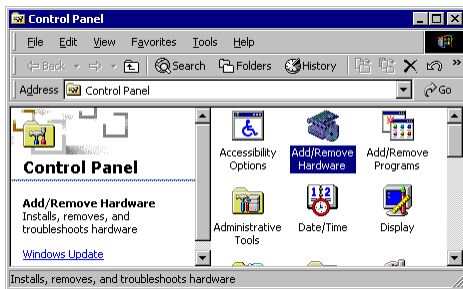 Control Panel
File Edit View Favorites Tools Help
Back Search Folders History »
Address Control Panel Go
Control Panel
Add/Remove Hardware
Installs, removes, and
troubleshoots hardware
Windows Update
Accessibility
Options
Add/Remove
Hardware
Add/Remove
Programs
Administrative
Tools
Date/Time
Display
Installs, removes, and troubleshoots hardware